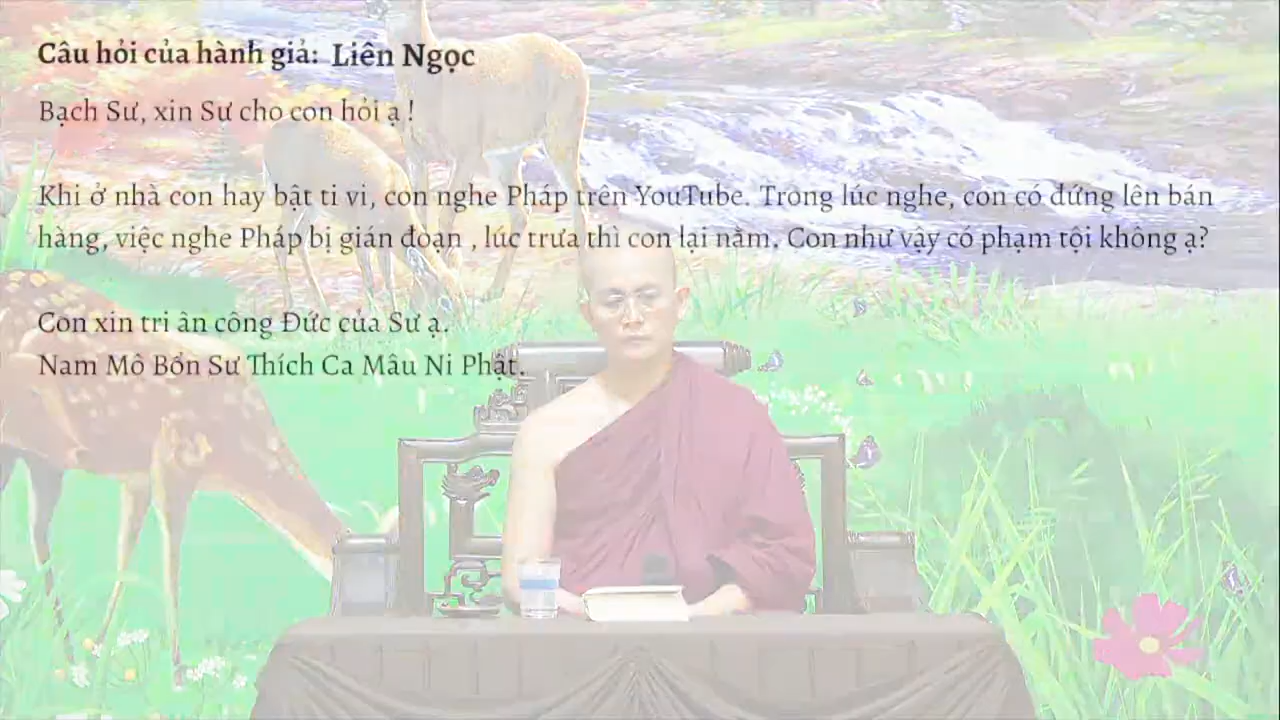 Câu hỏi của hành giả: Liên Ngọc
Bạch Sư, xin Sư cho con hỏi ạ !
Khi ở nhà con hay bật ti vi, con nghe Pháp trên YouTube. Trong lúc nghe, con có đứng lên bán
hàng, việc nghe Pháp bị gián đoạn , lúc trưa thì con lại nằm. Con như vậy có phạm tội không ạ?
Con xin tri ân công Đức của Sư ạ.
Nam Mô Bổn Sư Thích Ca Mâu Ni Phật.